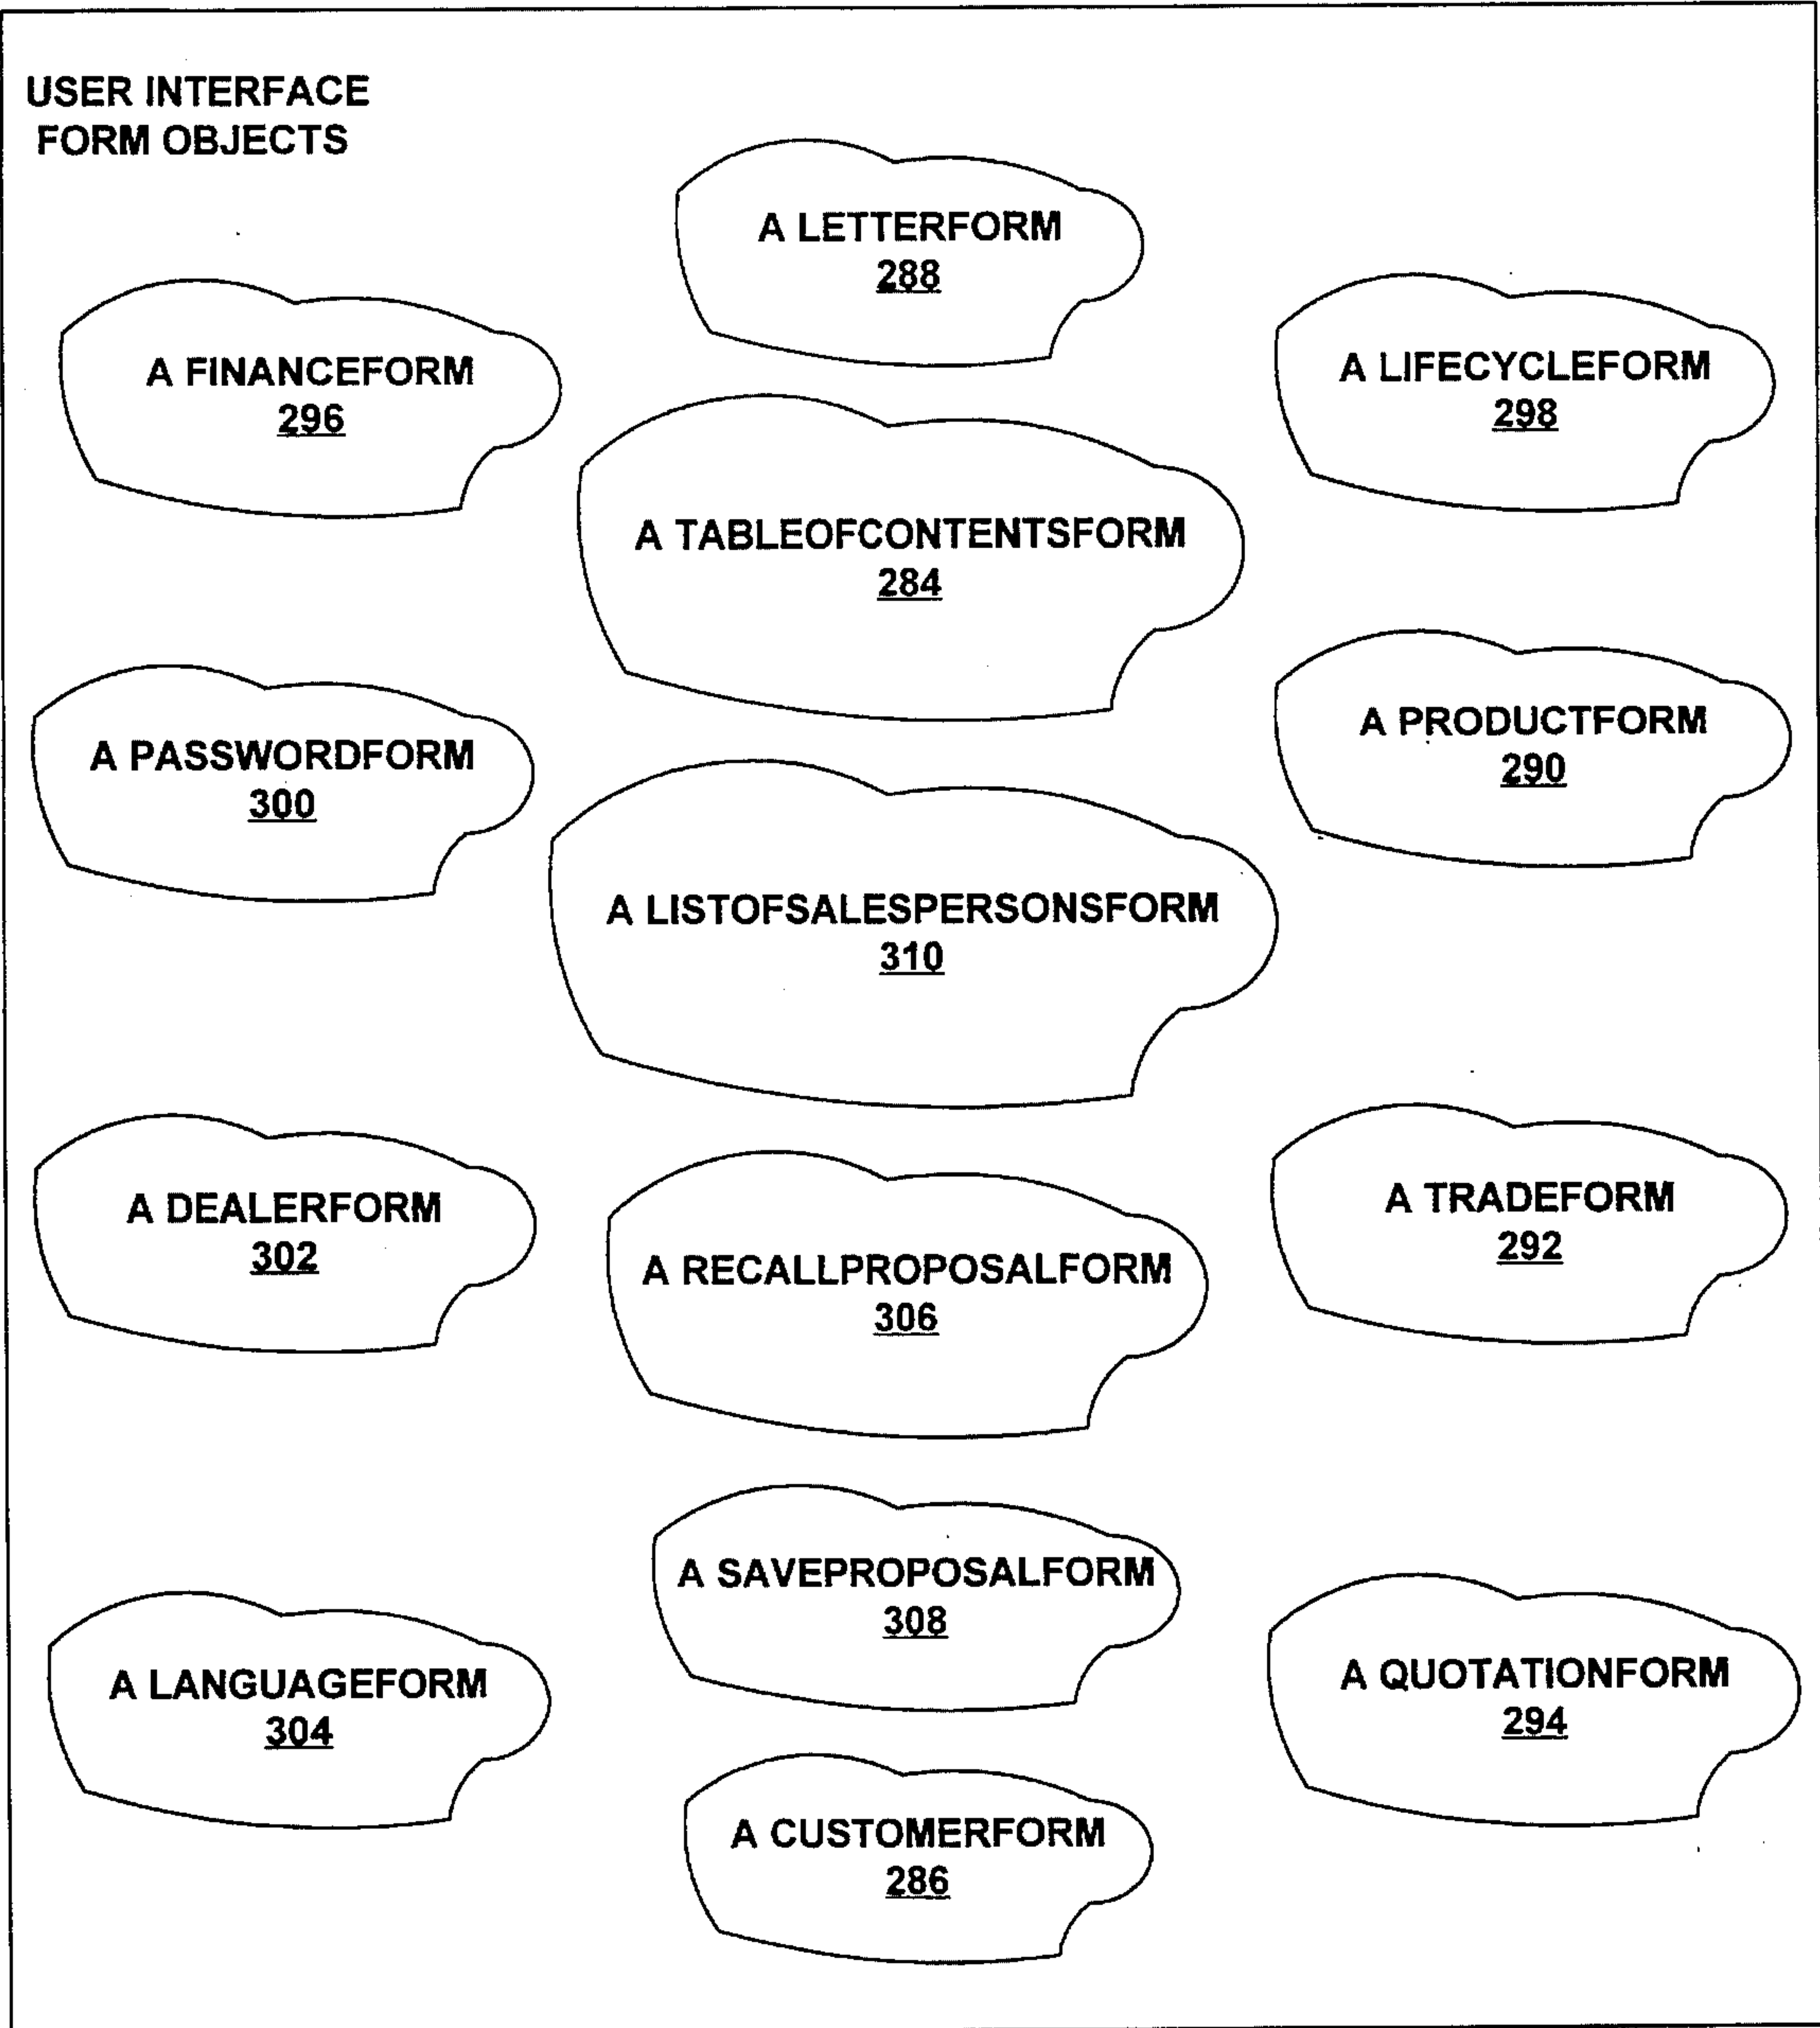 USER INTERFACE
FORM OBJECTS
A LETTERFORM
288
A FINANCEFORM
296
A LIFECYCLEFORM
298
A TABLEOFCONTENTSFORM
284
A PASSWORDFORM
300
A PRODUCTFORM
290
A LISTOFSALESPERSONSFORM
310
A DEALERFORM
302
A TRADEFORM
292
A RECALLPROPOSALFORM
306
A SAVEPROPOSALFORM
308
A LANGUAGEFORM
304
A QUOTATIONFORM
294
A CUSTOMERFORM
286